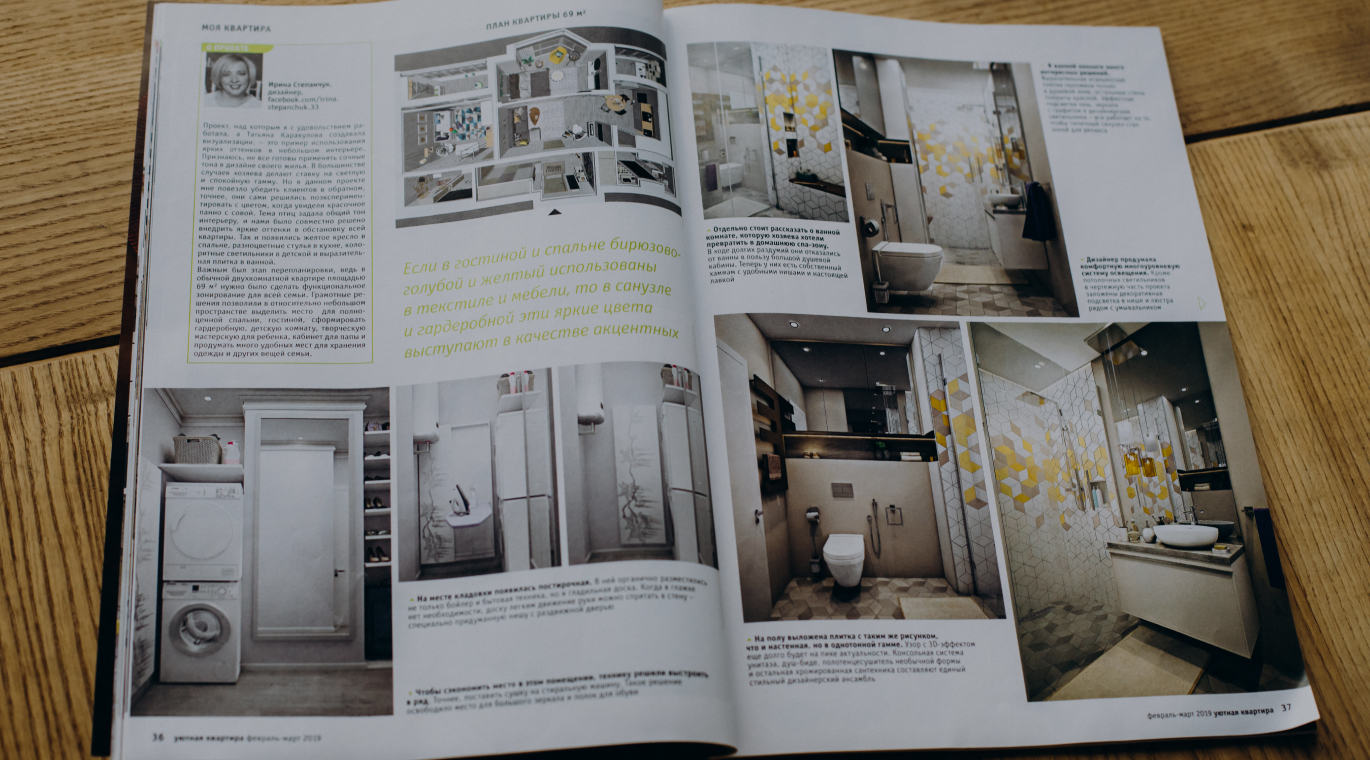 МОЯ КВАРТИРА
О ПРОЕКТЕ
Ирина Степанчук,
дизайнер,
facebook.com/irina.
stepanchuk.33
Проект, над которым я с удовольствием ра-
ботала, а Татьяна Каракулова создавала
визуализации, – это пример использования
ярких оттенков в небольшом интерьере.
Признаюсь, не все готовы применять сочные
тона в дизайне своего жилья. В большинстве
случаев хозяева делают ставку на светлую
и спокойную гамму. Но в данном проекте
мне повезло убедить клиентов в обратном,
точнее, они сами решились поэксперимен-
тировать с цветом, когда увидели красочное
панно с совой. Тема птиц задала общий тон
интерьеру, и нами было совместно решено
внедрить яркие оттенки в обстановку всей
квартиры. Так и появились желтое кресло в
спальне, разноцветные стулья в кухне, коло-
ритные светильники в детской и выразитель-
ная плитка в ванной.
Важным был этап перепланировки, ведь в
обычной двухкомнатной квартире площадью
69 м² нужно было сделать функциональное
зонирование для всей семьи. Грамотные ре-
шения позволили в относительно небольшом
пространстве выделить место для полно-
ценной спальни, гостиной, сформировать
гардеробную, детскую комнату, творческую
мастерскую для ребенка, кабинет для папы и
продумать много удобных мест для хранения
одежды и других вещей семьи.
ПЛАН КВАРТИРЫ 69 м²
Если в гостиной и спальне бирюзово-
голубой и желтый использованы
в текстиле и мебели, то в санузле
и гардеробной эти яркие цвета
выступают в качестве акцентных
– На месте кладовки появилась постирочная. В ней органично разместились
не только бойлер и бытовая техника, но и гладильная доска. Когда в глажке
нет необходимости, доску легким движением руки можно спрятать в стену –
специально придуманную нишу с раздвижной дверью
– Чтобы сэкономить место в этом помещении, технику решили выстроить
в ряд. Точнее, поставить сушку на стиральную машину. Такое решение
освободило место для большого зеркала и полок для обуви
36 уютная квартира февраль-март 2019
– Отдельно стоит рассказать о ванной
комнате, которую хозяева хотели
превратить в домашнюю спа-зону.
В ходе долгих раздумий они отказались
от ванны в пользу большой душевой
кабины. Теперь у них есть собственный
хамам с удобными нишами и настоящей
лавкой
– В ванной комнате много
интересных решений.
– Дизайнер продумала
комфортную многоуровневую
систему освещения. Кроме
потолочных светильников
в чертежную часть проекта
заложены декоративная
подсветка в нише и люстра
рядом с умывальником
– На полу выложена плитка с таким же рисунком,
что и настенная, но в однотонной гамме. Узор с 3D-эффектом
еще долго будет на пике актуальности. Консольная система
унитаза, душ-биде, полотенцесушитель необычной формы
и остальная хромированная сантехника составляют единый
стильный дизайнерский ансамбль
февраль-март 2019 уютная квартира 37